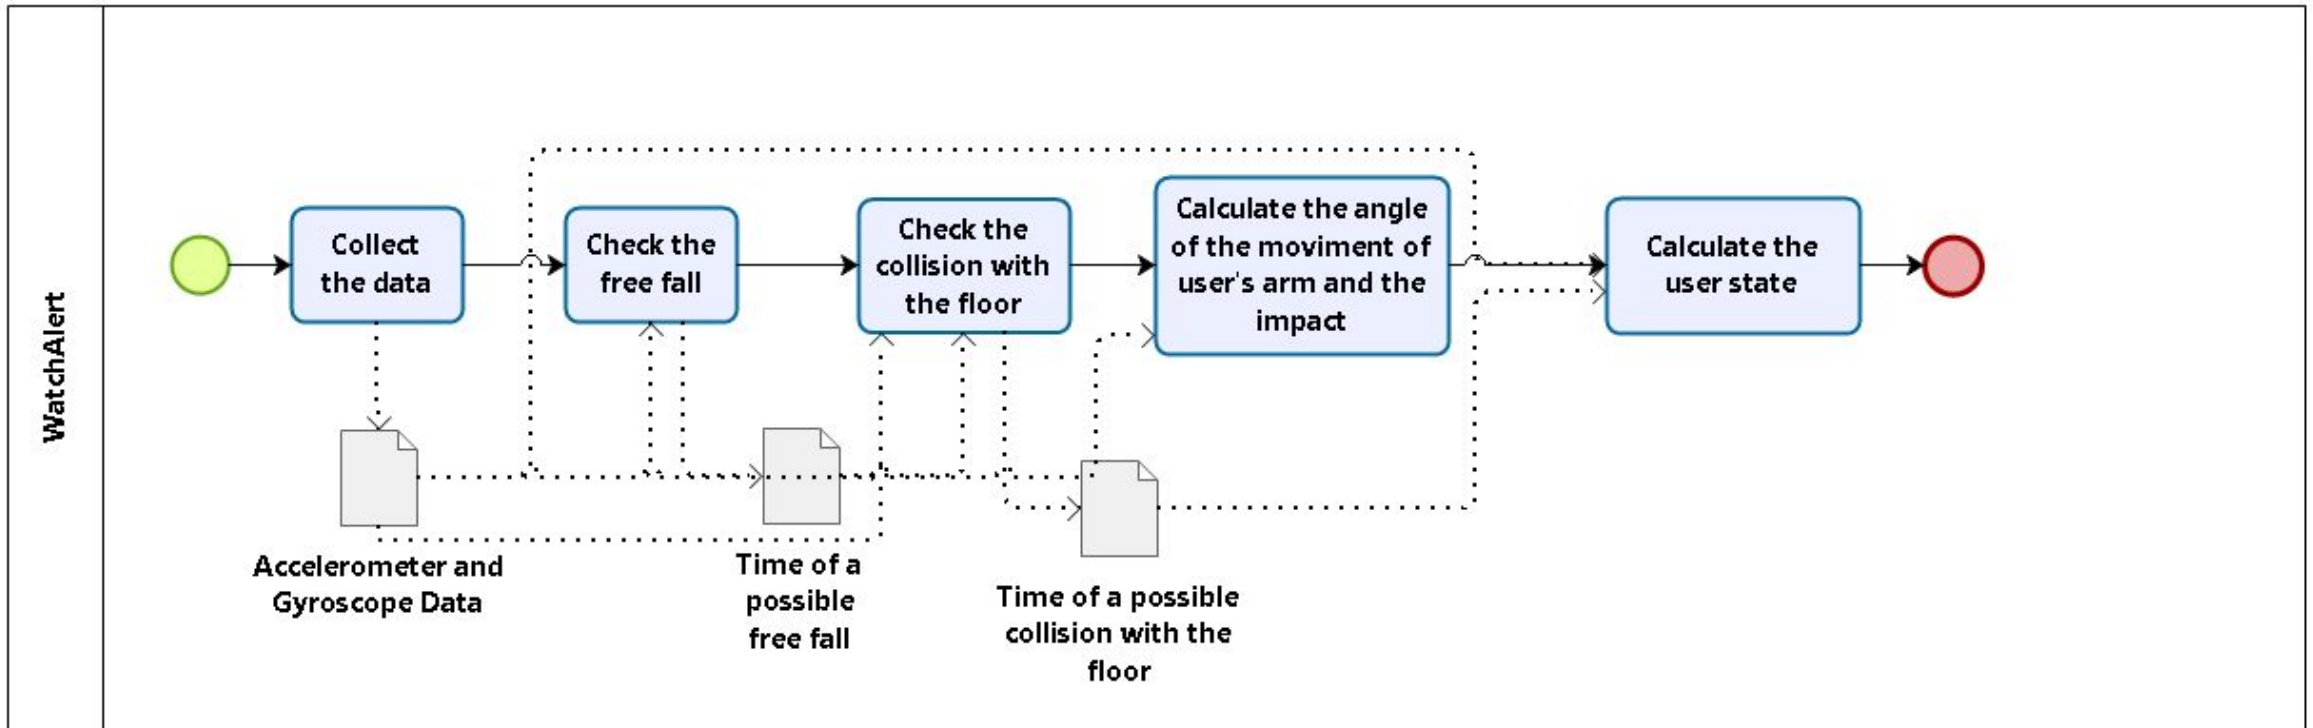 WatchAlert
Collect
the data
Check the
free fall
Check the
collision with
the floor
Calculate the angle
of the moviment of
user's arm and the
impact
Calculate the
user state
Accelerometer and
Gyroscope Data
Time of a
possible
free fall
Time of a possible
collision with the
floor